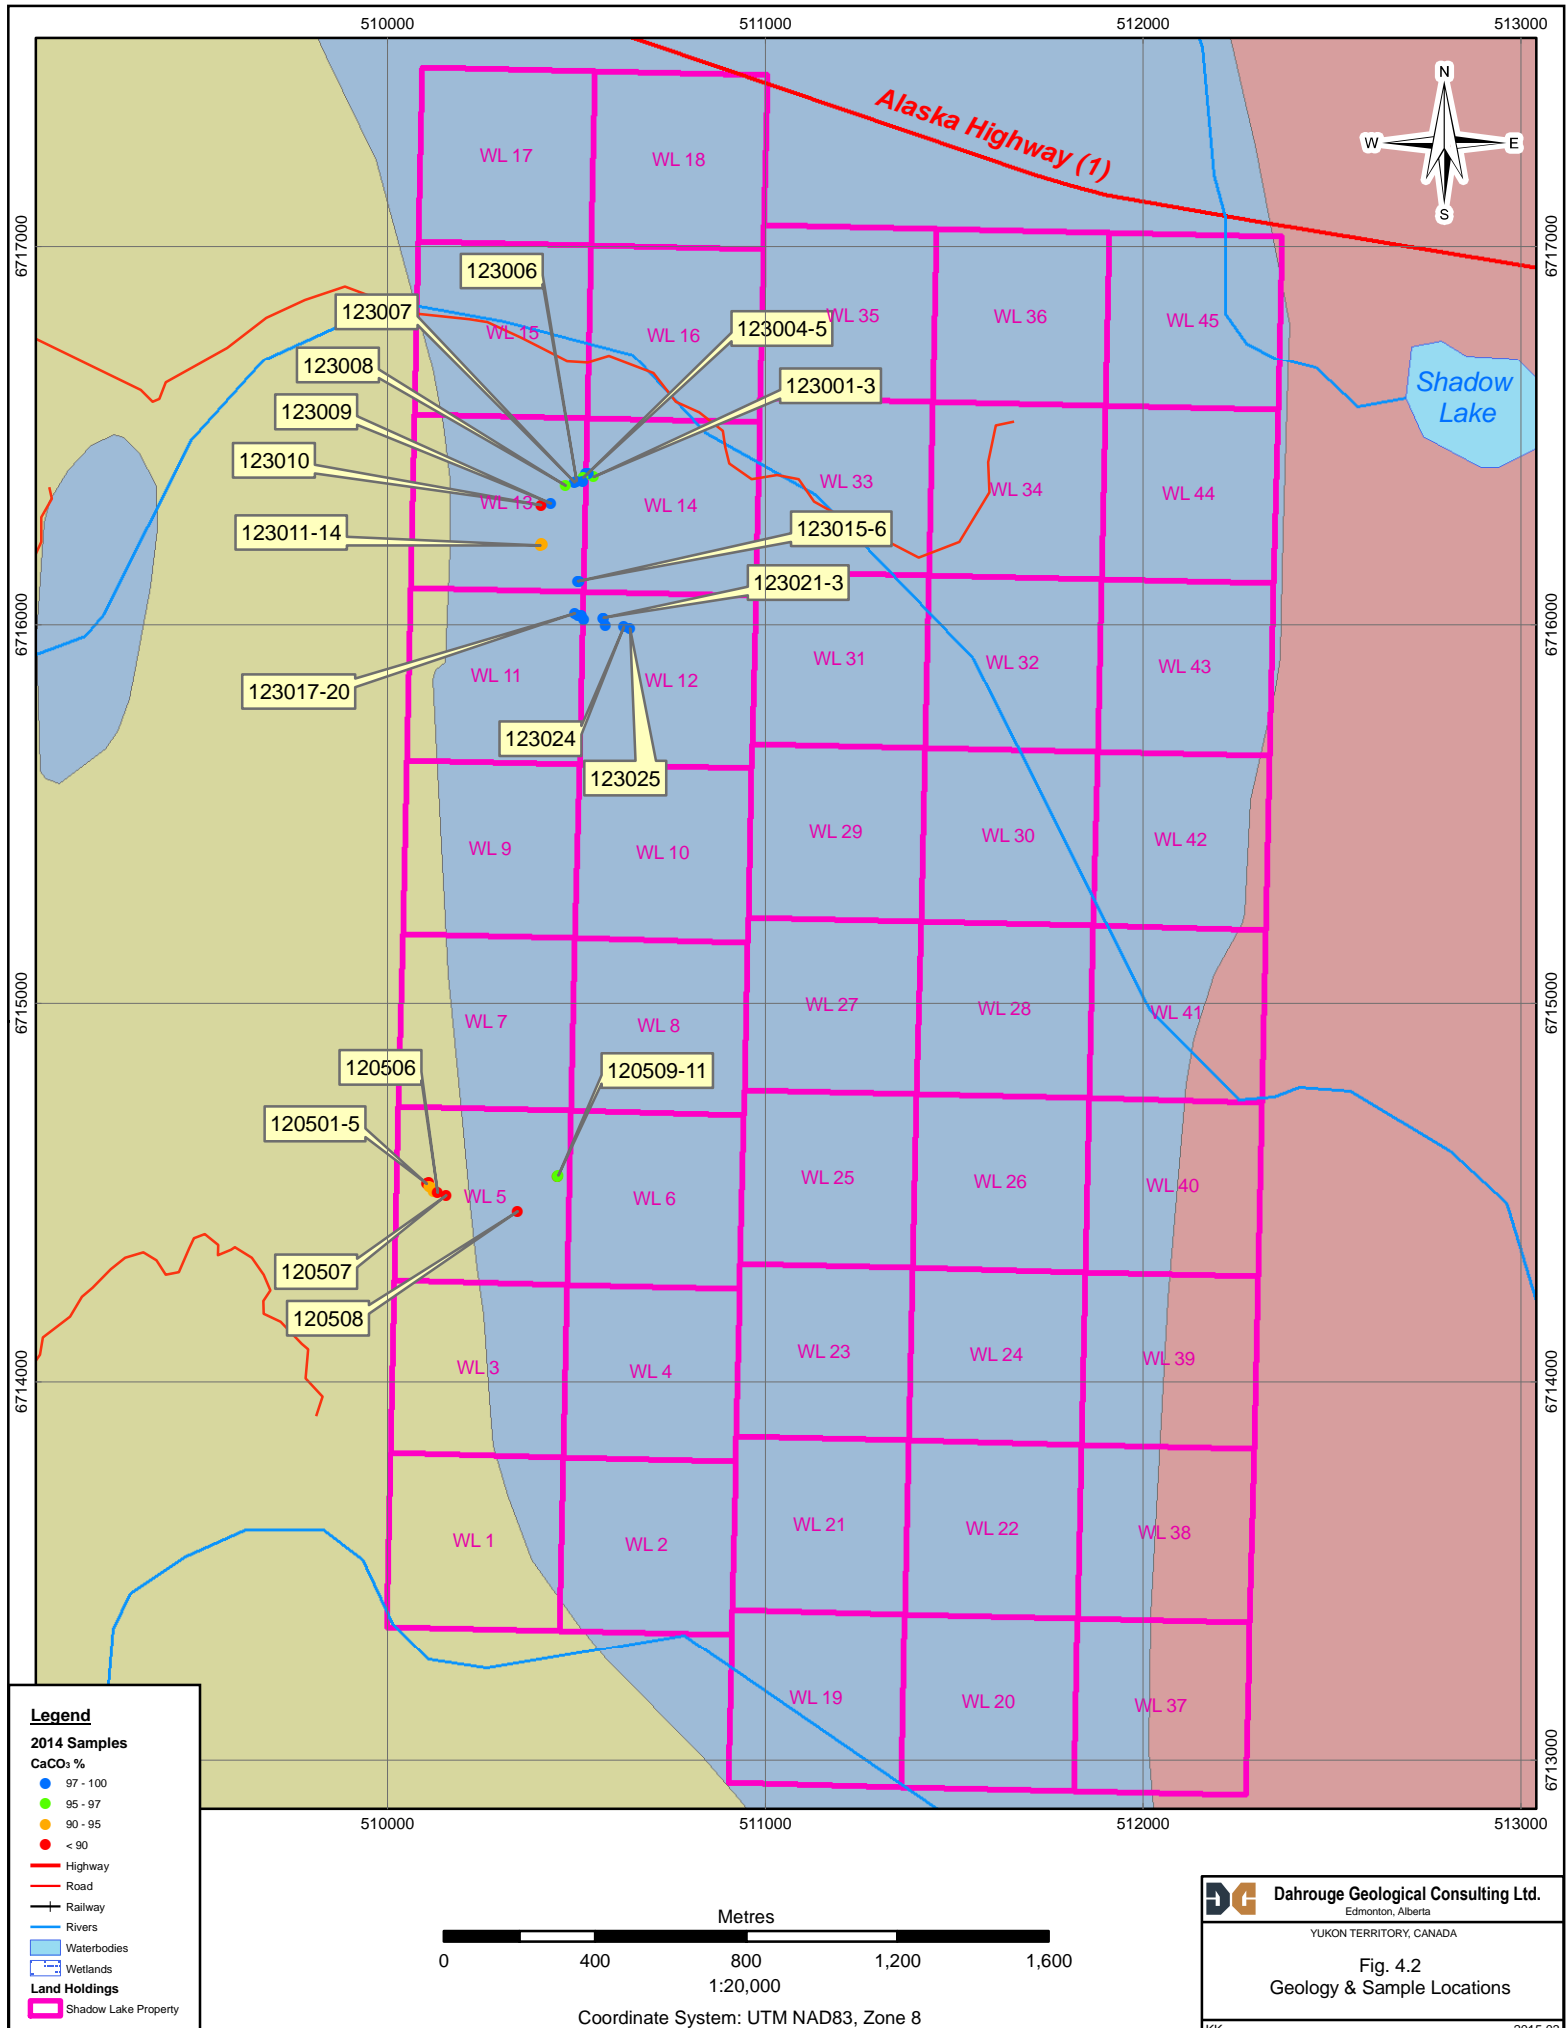 510000
511000
512000
513000
Alaska Highway (1)
N
W
E
S
WL 17
WL 18
6717000
6717000
123006
123007
123004-5
WL 35
WL 36
WL 45
WL 15
WL 16
123008
123001-3
Shadow
Lake
123009
123010
WL 13
WL 14
WL 33
WL 34
WL 44
123011-14
123015-6
123021-3
6716000
6716000
WL 11
WL 12
WL 31
WL 32
WL 43
123017-20
123024
123025
WL 9
WL 10
WL 29
WL 30
WL 42
6715000
6715000
WL 7
WL 8
WL 27
WL 28
WL 41
120506
120509-11
120501-5
WL 5
WL 6
WL 25
WL 26
WL 40
120507
120508
6714000
6714000
WL 3
WL 4
WL 23
WL 24
WL 39
WL 1
WL 2
WL 21
WL 22
WL 38
WL 19
WL 20
WL 37
6713000
510000
511000
512000
513000
Legend
2014 Samples
CaCO3 %
97 - 100
95 - 97
90 - 95
< 90
Highway
Road
Railway
Rivers
Waterbodies
Wetlands
Land Holdings
Shadow Lake Property
Metres
0 400 800 1,200 1,600
1:20,000
Coordinate System: UTM NAD83, Zone 8
Dahrouge Geological Consulting Ltd.
Edmonton, Alberta
YUKON TERRITORY, CANADA
Fig. 4.2
Geology & Sample Locations